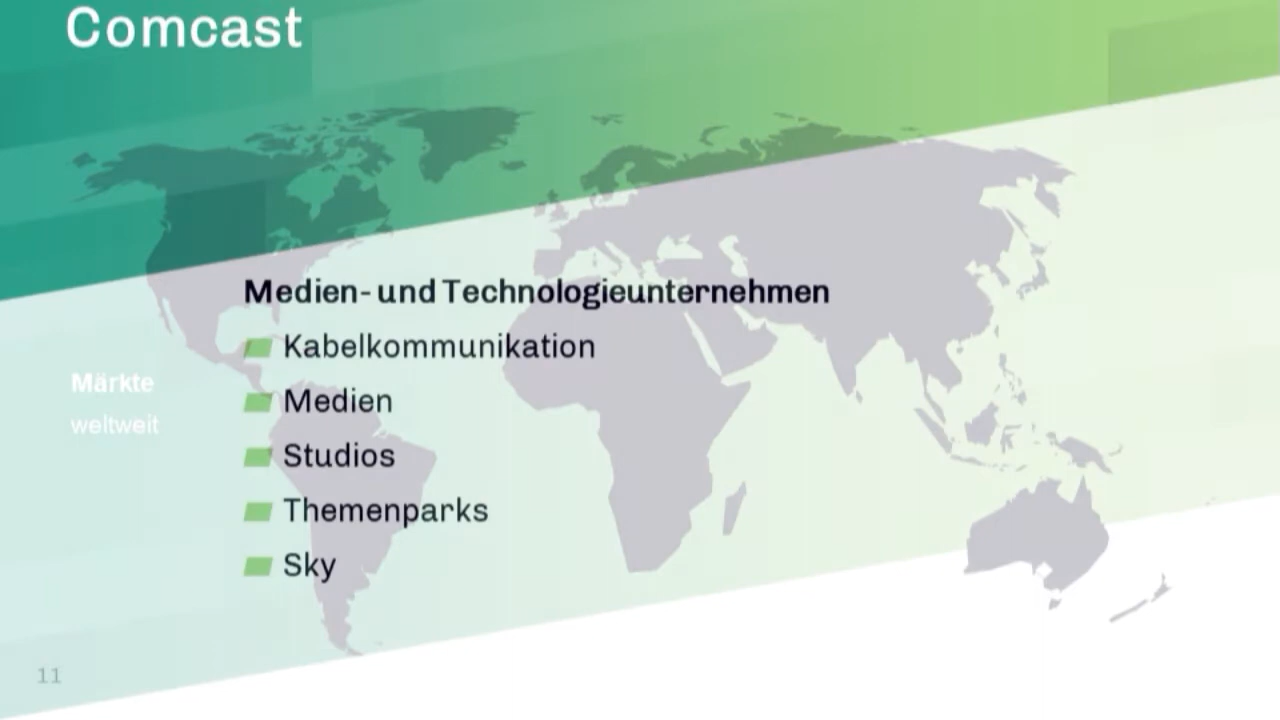 Comcast
Medien- und Technologieunternehmen
Kabelkommunikation
Medien
Studios
Themenparks
Sky
Märkte
weltweit
11